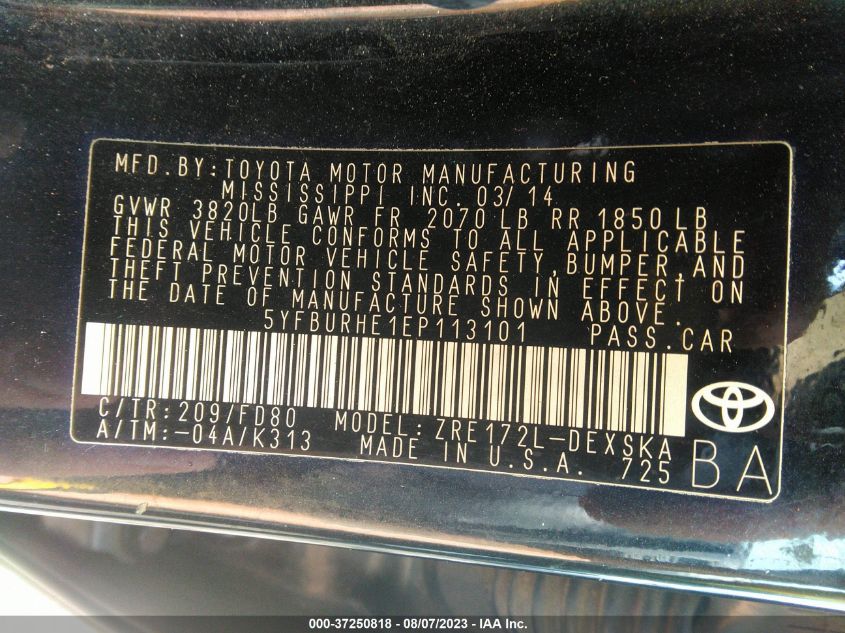 MFD.BY:TOYOTA MOTOR MANUFACTURING
MISSISSIPPI INC. 03/14
GVWR 3820LB GAWR FR 2070 LB RR 1850 LB
THIS VEHICLE CONFORMS TO ALL APPLICABLE
FEDERAL MOTOR VEHICLE SAFETY,BUMPER,AND
THEFT PREVENTION STANDARDS IN EFFECT ON
THE DATE OF MANUFACTURE SHOWN ABOVE.
5YFBURHE1EP113101 PASS.CAR
C/TR:209/FD80 MODEL:ZRE172L-DEXSKA
A/TM:-04A/K313 MADE IN U.S.A. 725
BA
000-37250818 - 08/07/2023 - IAA Inc.